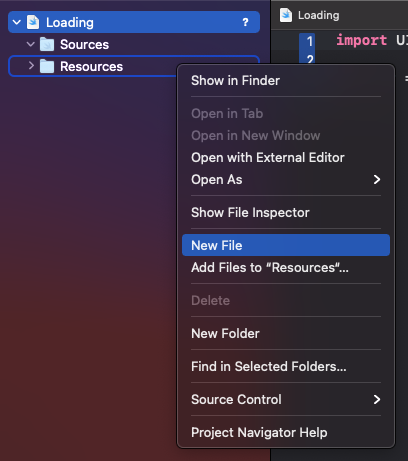 Loading ?
Sources
Resources
Loading
1 import UI
2
=
Show in Finder
Open in Tab
Open in New Window
Open with External Editor
Open As
Show File Inspector
New File
Add Files to “Resources“...
Delete
New Folder
Find in Selected Folders...
Source Control
Project Navigator Help